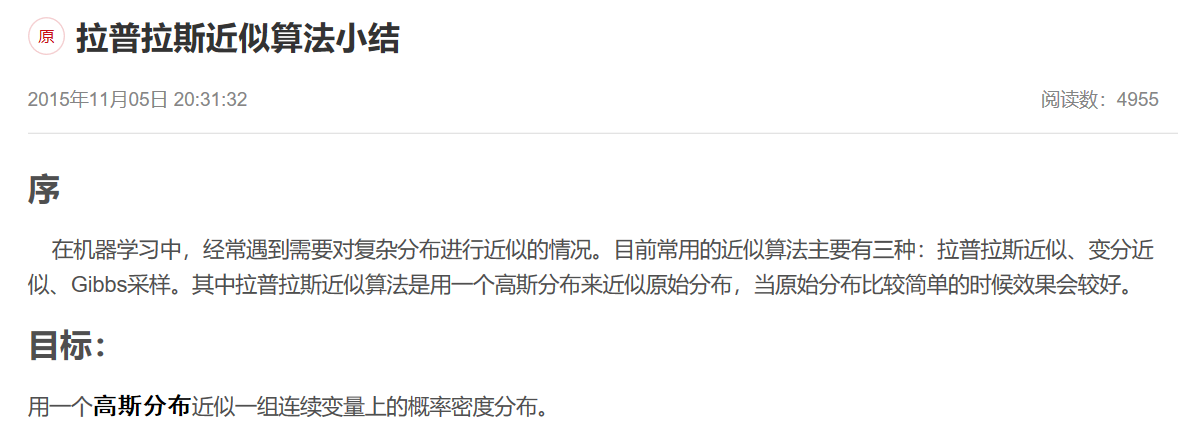 原 拉普拉斯近似算法小结
2015年11月05日 20:31:32 阅读数：4955
序
在机器学习中，经常遇到需要对复杂分布进行近似的情况。目前常用的近似算法主要有三种：拉普拉斯近似、变分近
似、Gibbs采样。其中拉普拉斯近似算法是用一个高斯分布来近似原始分布，当原始分布比较简单的时候效果会较好。
目标：
用一个高斯分布近似一组连续变量上的概率密度分布。